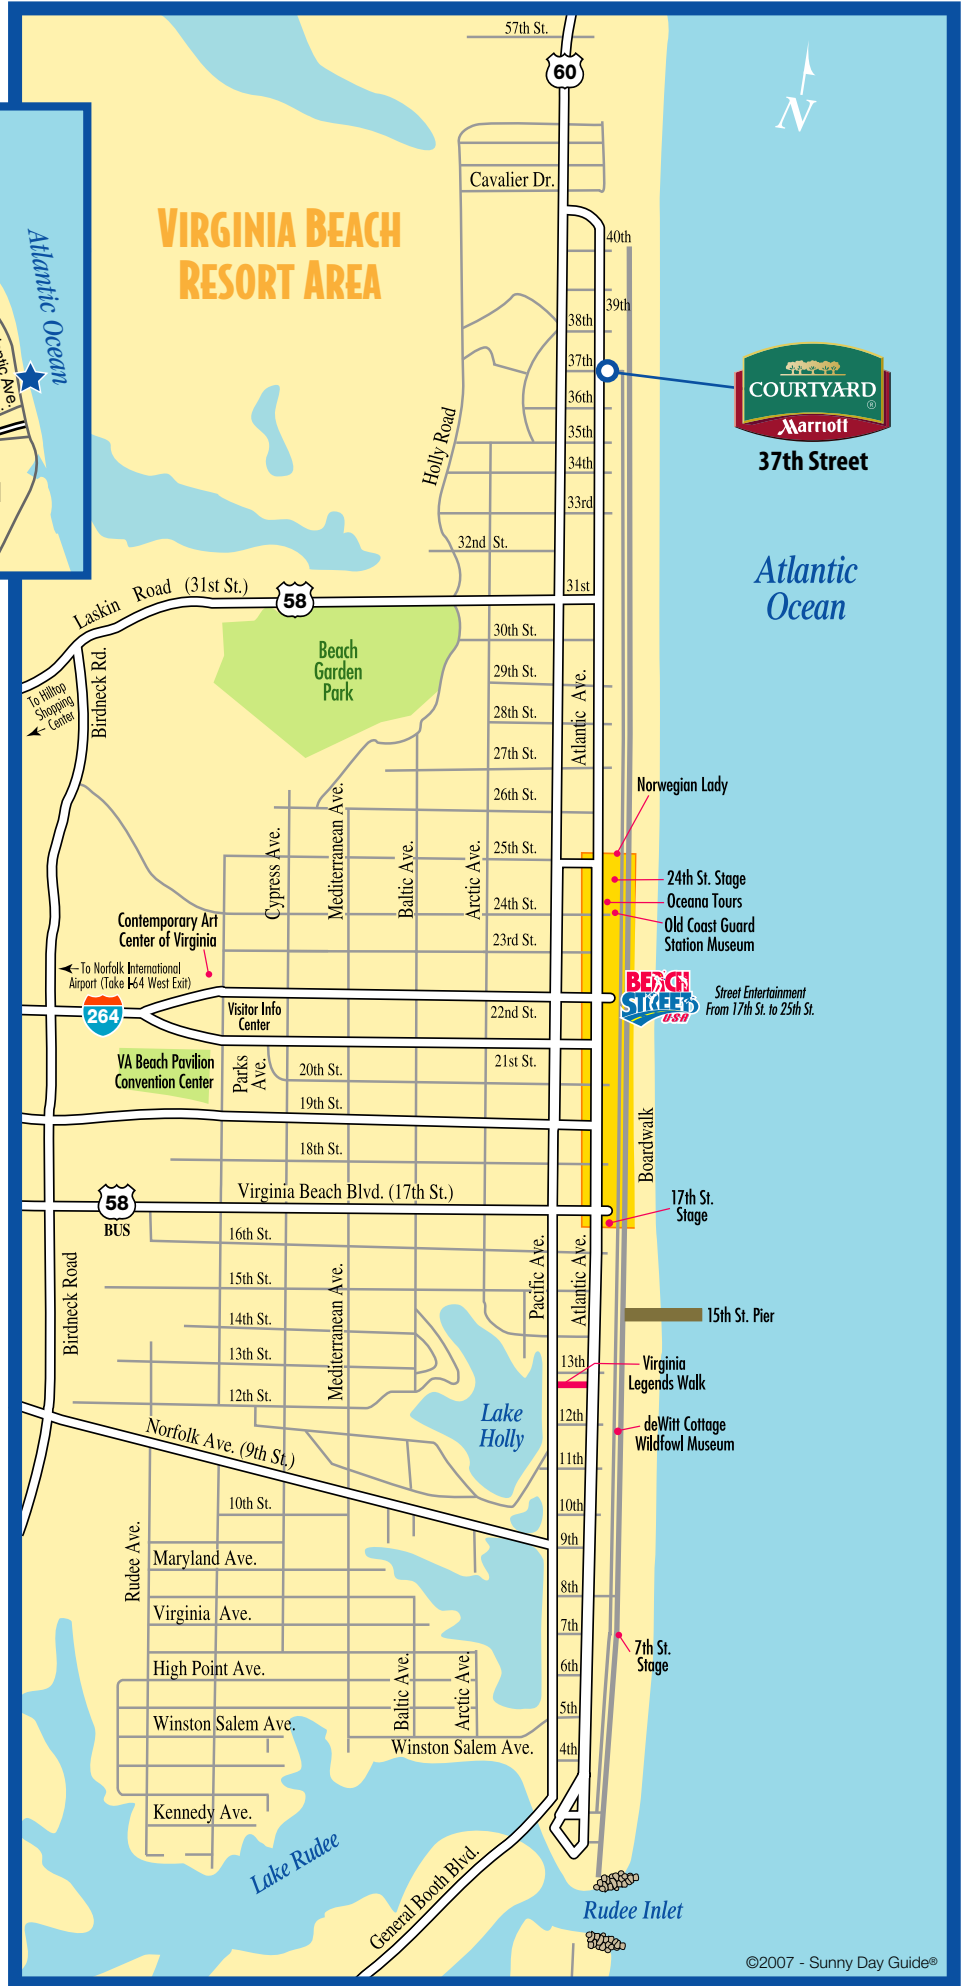 57th St.
60
N
Cavalier Dr.
VIRGINIA BEACH
RESORT AREA
Atlantic Ocean
40th
39th
38th
37th
36th
35th
34th
33rd
COURTYARD
®
Marriott
37th Street
Holly Road
32nd St.
Atlantic
Ocean
Laskin Road (31st St.)
58
31st
Beach
Garden
Park
30th St.
29th St.
28th St.
27th St.
26th St.
25th St.
24th St.
23rd St.
22nd St.
21st St.
To Hilltop
Shopping
Center
Birdneck Rd.
Atlantic Ave.
Norwegian Lady
Cypress Ave.
Mediterranean Ave.
Baltic Ave.
Arctic Ave.
24th St. Stage
Oceana Tours
Old Coast Guard
Station Museum
Contemporary Art
Center of Virginia
To Norfolk International
Airport (Take I-64 West Exit)
264
Visitor Info
Center
BEACH
STREET
USA
Street Entertainment
From 17th St. to 25th St.
VA Beach Pavilion
Convention Center
Parks
Ave.
20th St.
19th St.
18th St.
Boardwalk
Virginia Beach Blvd. (17th St.)
58
BUS
17th St.
Stage
16th St.
15th St.
14th St.
13th St.
12th St.
Birdneck Road
Mediterranean Ave.
Pacific Ave.
Atlantic Ave.
15th St. Pier
13th
Virginia
Legends Walk
Lake
Holly
12th
deWitt Cottage
Wildfowl Museum
11th
Norfolk Ave. (9th St.)
10th St.
10th
9th
Rudee Ave.
Maryland Ave.
8th
Virginia Ave.
7th
7th St.
Stage
High Point Ave.
Baltic Ave.
Arctic Ave.
6th
5th
Winston Salem Ave.
Winston Salem Ave.
4th
Kennedy Ave.
Lake Rudee
General Booth Blvd.
Rudee Inlet
©2007 - Sunny Day Guide®